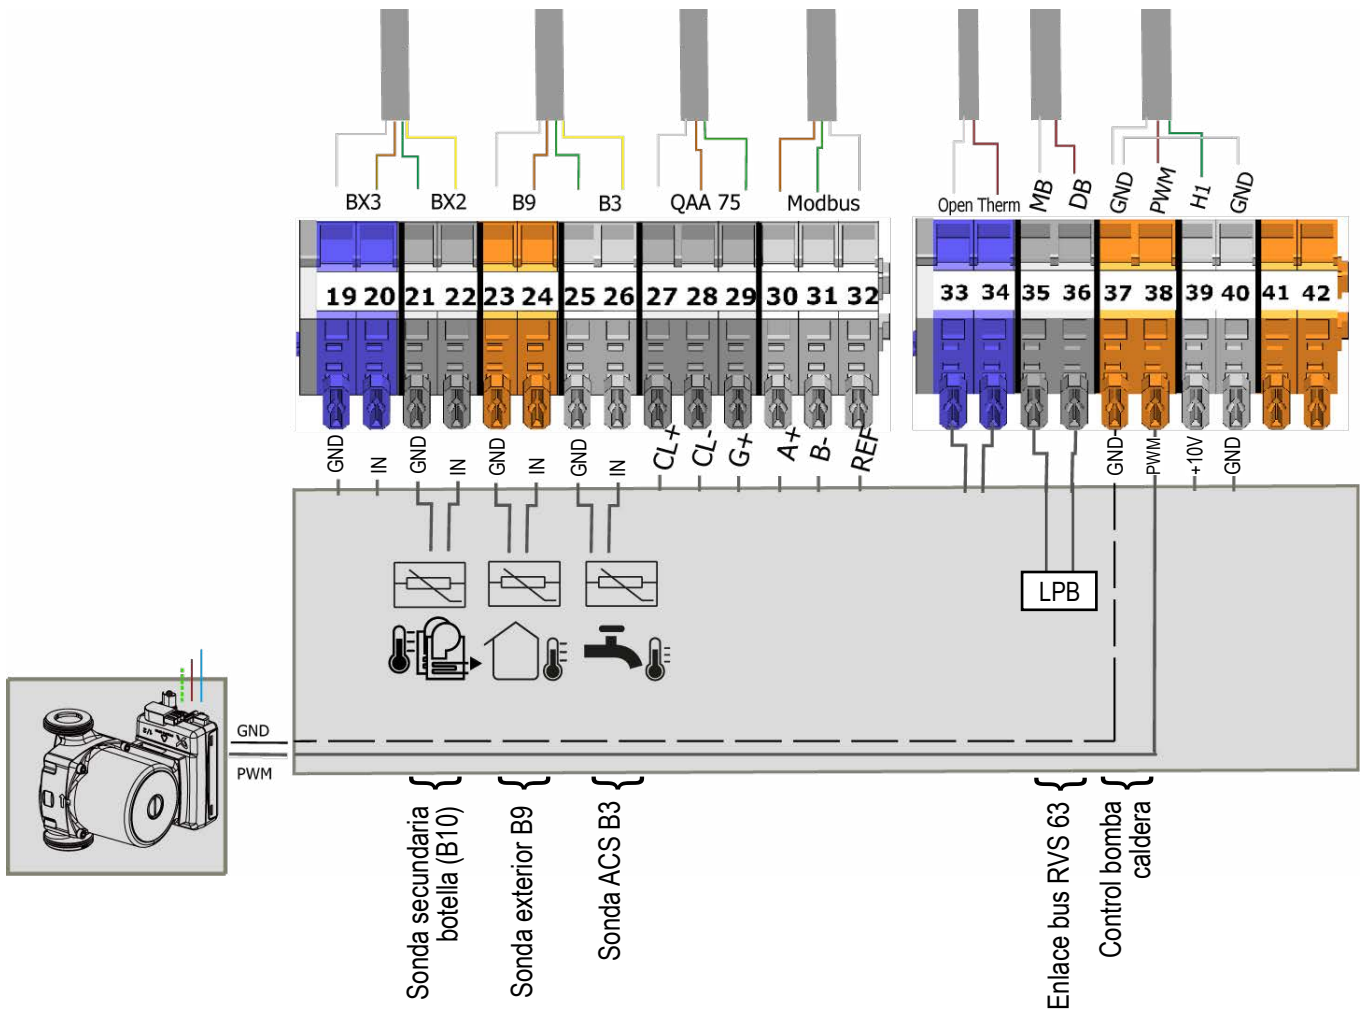 BX3 BX2 B9 B3 QAA 75 Modbus
Open Therm MB DB GND PWM H1 GND
19 20 21 22 23 24 25 26 27 28 29 30 31 32
33 34 35 36 37 38 39 40 41 42
GND IN GND IN GND IN GND IN CL+ CL- G+ A+ B- REF
GND PWM +10V GND
LPB
GND
PWM
Sonda secundaria
botella (B10)
Sonda exterior B9
Sonda ACS B3
Enlace bus RVS 63
Control bomba
caldera